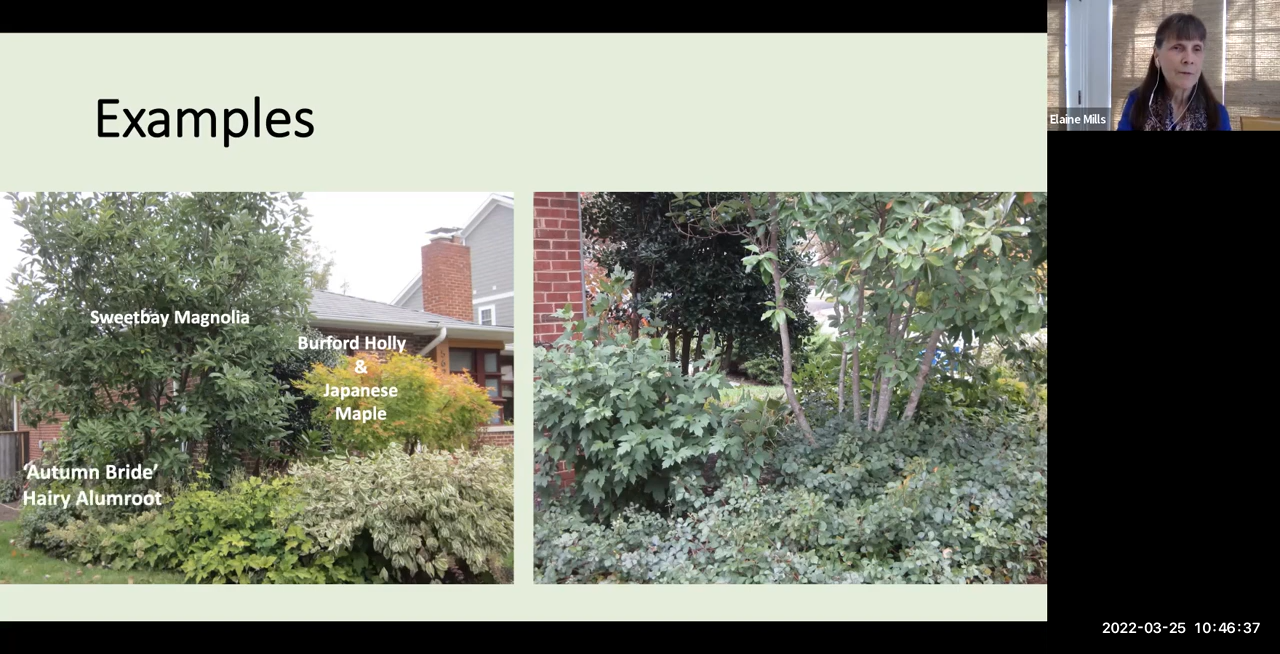 Examples
Elaine Mills
Sweetbay Magnolia
Burford Holly
&
Japanese
Maple
‘Autumn Bride’
Hairy Alumroot
2022-03-25 10:46:37